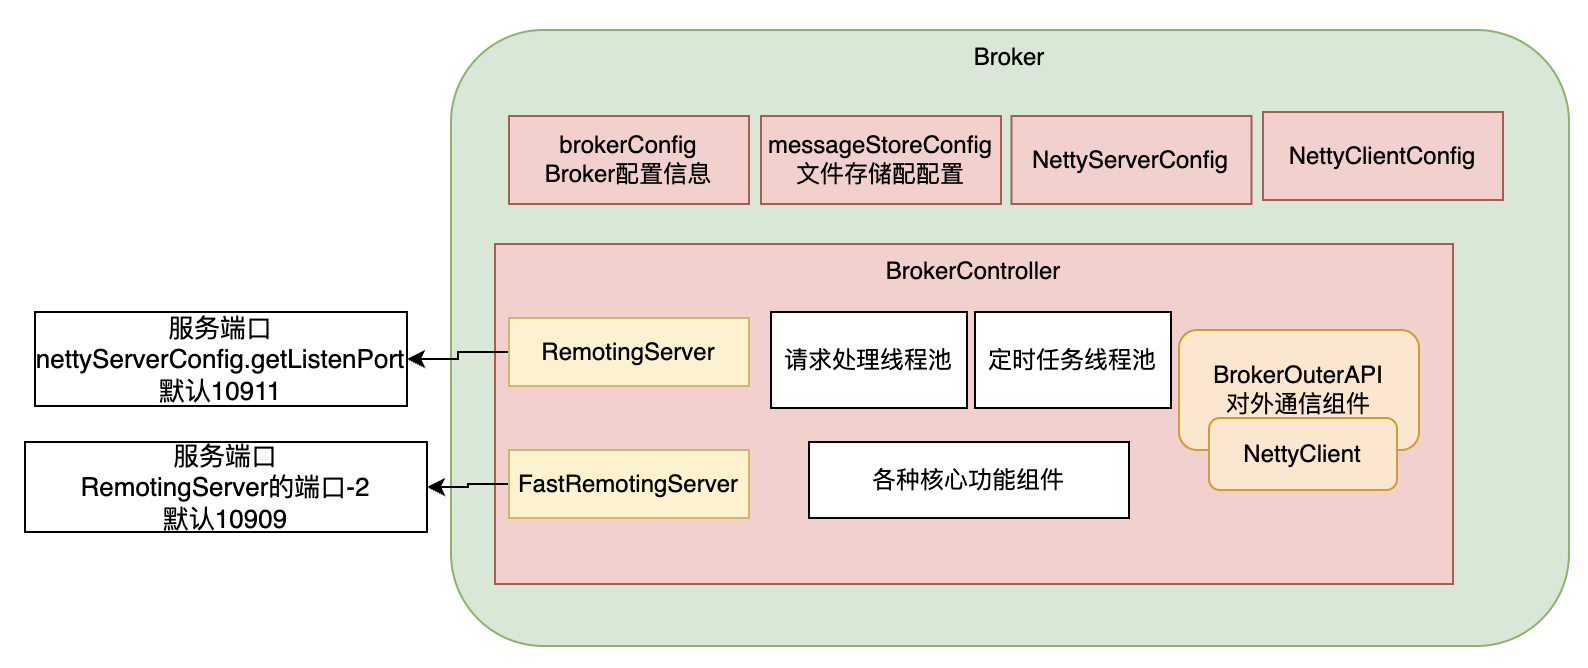 Broker
brokerConfig
Broker配置信息
messageStoreConfig
文件存储配配置
NettyServerConfig
NettyClientConfig
BrokerController
服务端口
nettyServerConfig.getListenPort
默认10911
RemotingServer
请求处理线程池
定时任务线程池
BrokerOuterAPI
对外通信组件
NettyClient
服务端口
RemotingServer的端口-2
默认10909
FastRemotingServer
各种核心功能组件